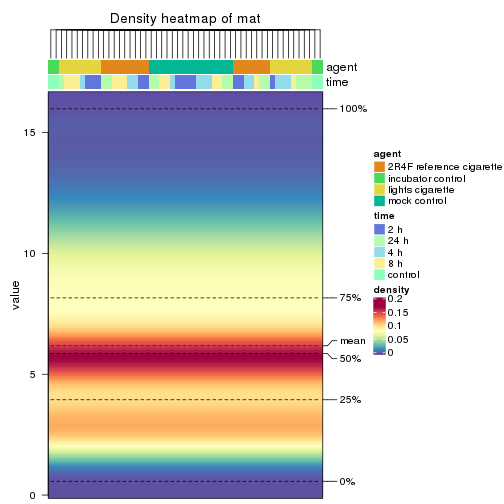 Density heatmap of mat
agent
time
100%
15
10
75%
mean
50%
5
25%
0%
0
value
agent
2R4F reference cigarette
incubator control
lights cigarette
mock control
time
2 h
24 h
4 h
8 h
control
density
0.2
0.15
0.1
0.05
0